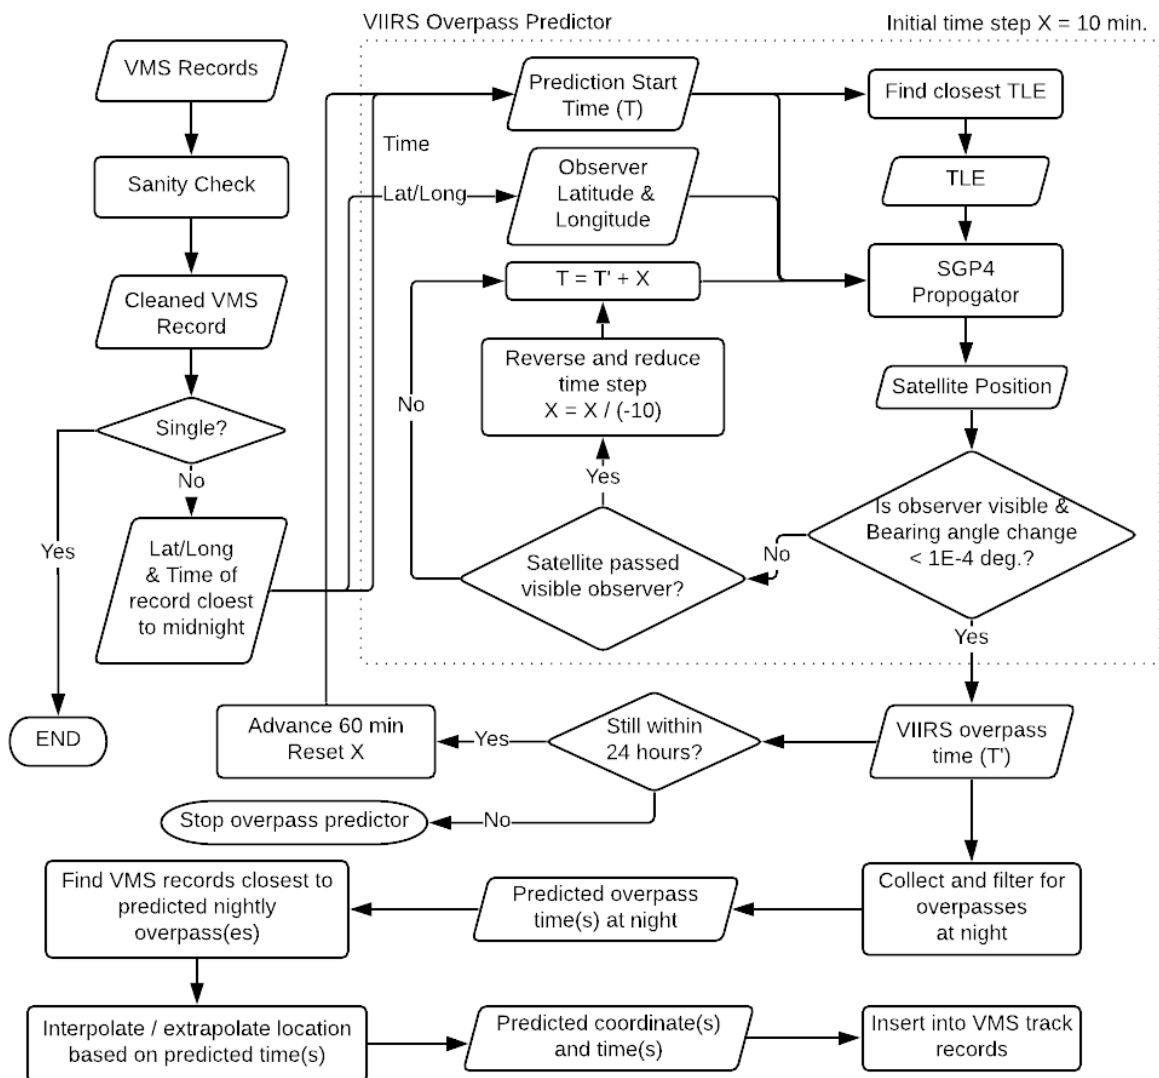 VIIRS Overpass Predictor
Initial time step X = 10 min.
VMS Records
Sanity Check
Cleaned VMS
Record
Single?
No
Yes
Lat/Long
& Time of
record cloest
to midnight
END
Time
Lat/Long
Prediction Start
Time (T)
Observer
Latitude &
Longitude
T = T' + X
Reverse and reduce
time step
X = X / (-10)
No
Yes
Satellite passed
visible observer?
Find closest TLE
TLE
SGP4
Propogator
Satellite Position
Is observer visible &
Bearing angle change
< 1E-4 deg.?
No
Yes
VIIRS overpass
time (T')
Still within
24 hours?
Yes
Advance 60 min
Reset X
No
Stop overpass predictor
Collect and filter for
overpasses
at night
Predicted overpass
time(s) at night
Find VMS records closest to
predicted nightly
overpass(es)
Interpolate / extrapolate location
based on predicted time(s)
Predicted coordinate(s)
and time(s)
Insert into VMS track
records